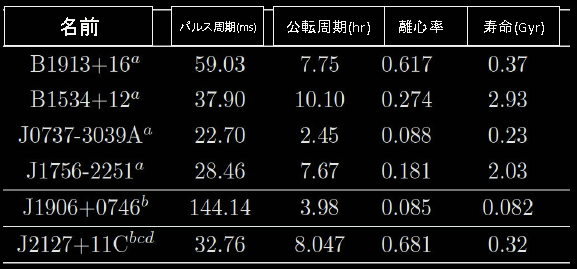 名前 パルス周期(ms) 公転周期(hr) 離心率 寿命(Gyr)
B1913+16a 59.03 7.75 0.617 0.37
B1534+12a 37.90 10.10 0.274 2.93
J0737-3039Aa 22.70 2.45 0.088 0.23
J1756-2251a 28.46 7.67 0.181 2.03
J1906+0746b 144.14 3.98 0.085 0.082
J2127+11Cbcd 32.76 8.047 0.681 0.32